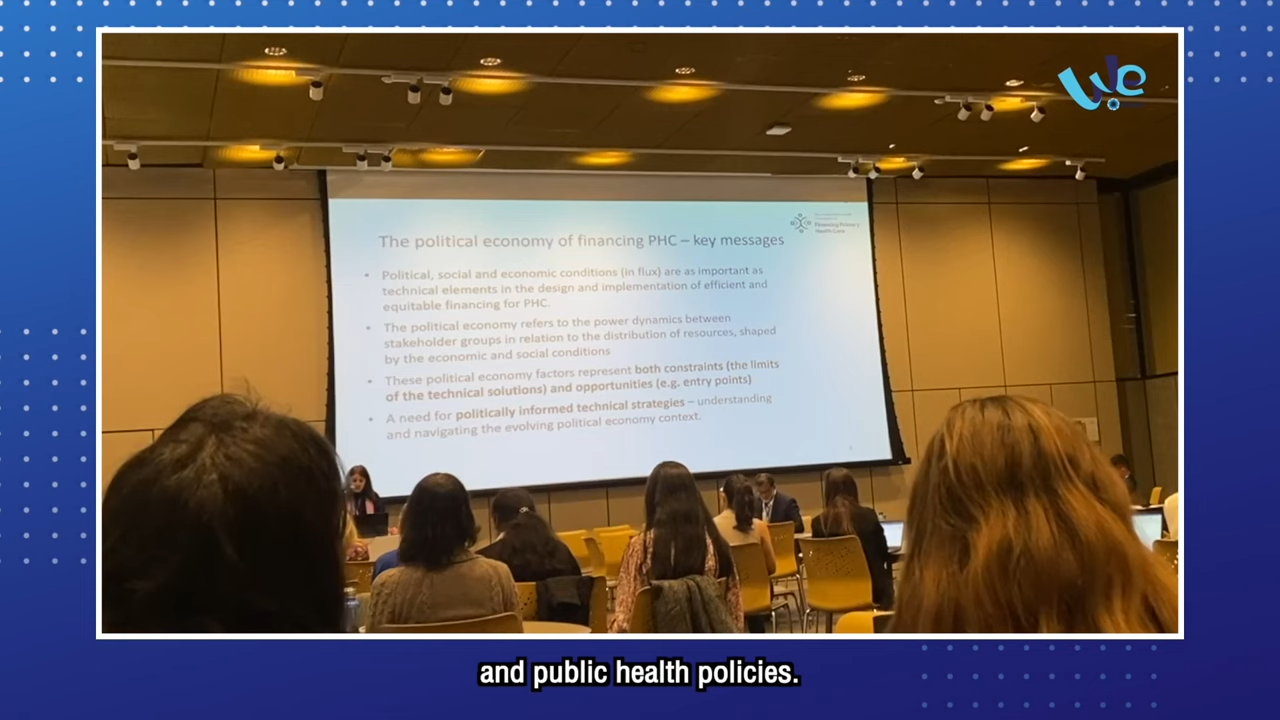 We
Financing Primary
Health Care
The political economy of financing PHC – key messages
• Political, social and economic conditions (in flux) are as important as
technical elements in the design and implementation of efficient and
equitable financing for PHC.
• The political economy refers to the power dynamics between
stakeholder groups in relation to the distribution of resources, shaped
by the economic and social conditions
• These political economy factors represent both constraints (the limits
of the technical solutions) and opportunities (e.g. entry points)
• A need for politically informed technical strategies – understanding
and navigating the evolving political economy context.
and public health policies.